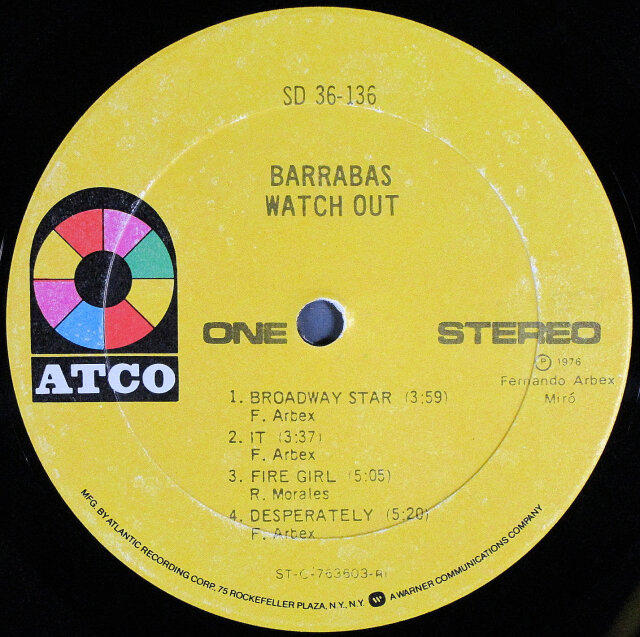 SD 36-136
BARRABAS
WATCH OUT
ATCO
ONE
STEREO
℗ 1976
Fernando Arbex
Miró
1. BROADWAY STAR (3:59)
F. Arbex
2. IT (3:37)
F. Arbex
3. FIRE GIRL (5:05)
R. Morales
4. DESPERATELY (5:20)
F. Arbex
ST-C-763603-RI
MFG. BY ATLANTIC RECORDING CORP., 75 ROCKEFELLER PLAZA, N.Y., N.Y. W A WARNER COMMUNICATIONS COMPANY